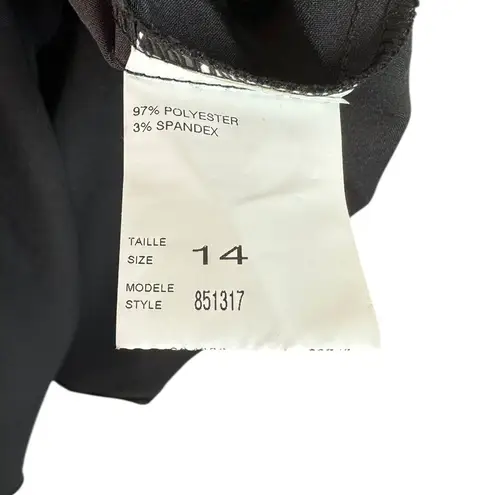 97% POLYESTER
3% SPANDEX
TAILLE
SIZE 14
MODELE
STYLE 851317